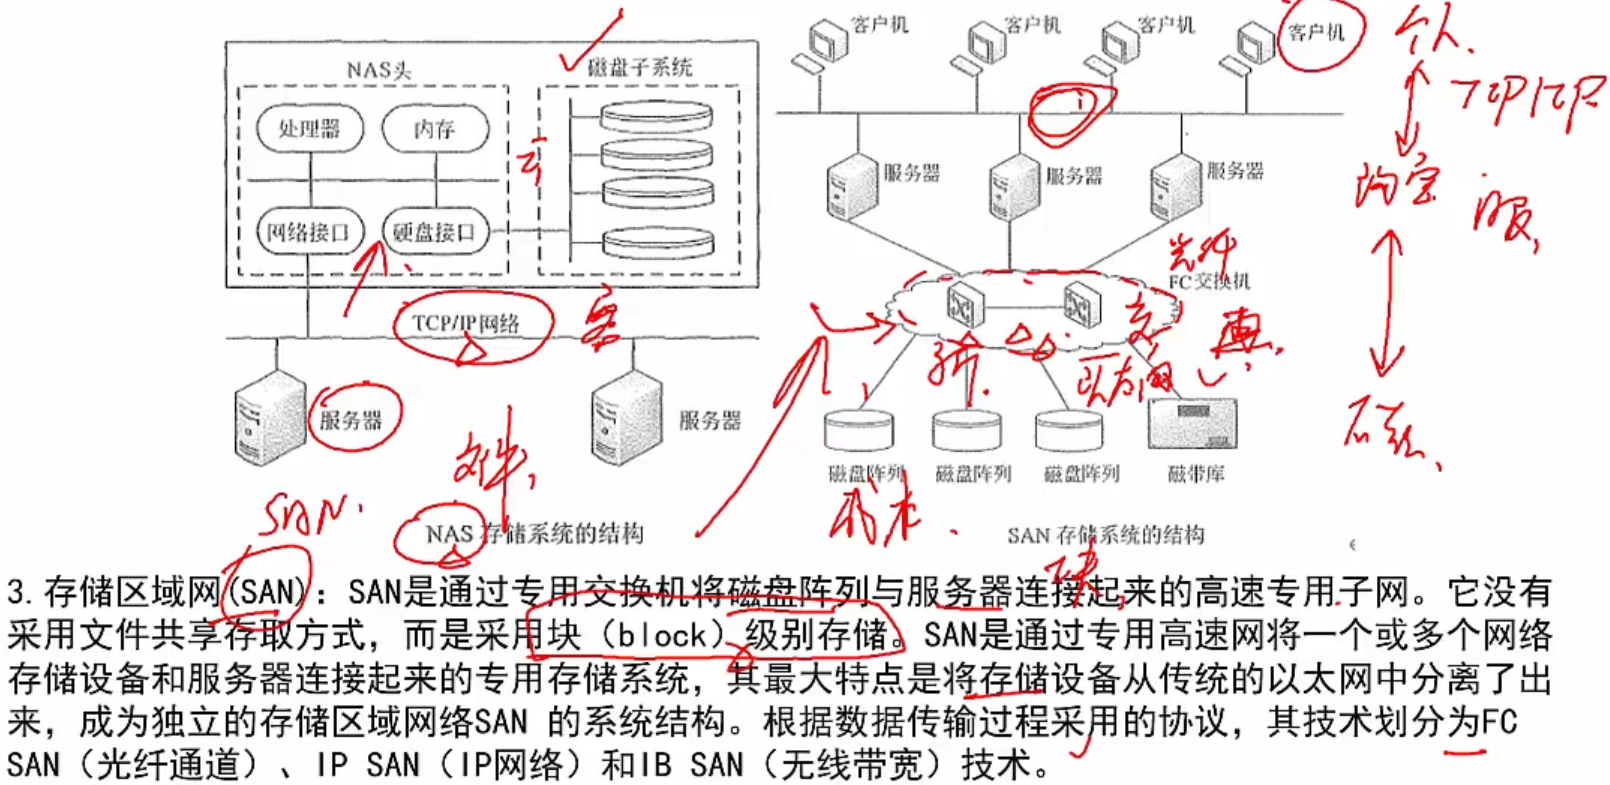 NAS头
磁盘子系统
处理器
内存
网络接口
硬盘接口
TCP/IP网络
服务器
服务器
文件
SAN
NAS 存储系统的结构
客户机
客户机
客户机
客户机
个人
TCP/IP
服务器
服务器
服务器
光纤
FC交换机
以太网
磁盘阵列
磁盘阵列
磁盘阵列
磁带库
SAN 存储系统的结构
块
3. 存储区域网(SAN)：SAN是通过专用交换机将磁盘阵列与服务器连接起来的高速专用子网。它没有
采用文件共享存取方式，而是采用块（block）级别存储。SAN是通过专用高速网将一个或多个网络
存储设备和服务器连接起来的专用存储系统，其最大特点是将存储设备从传统的以太网中分离了出
来，成为独立的存储区域网络SAN 的系统结构。根据数据传输过程采用的协议，其技术划分为FC
SAN（光纤通道）、IP SAN（IP网络）和IB SAN（无线带宽）技术。